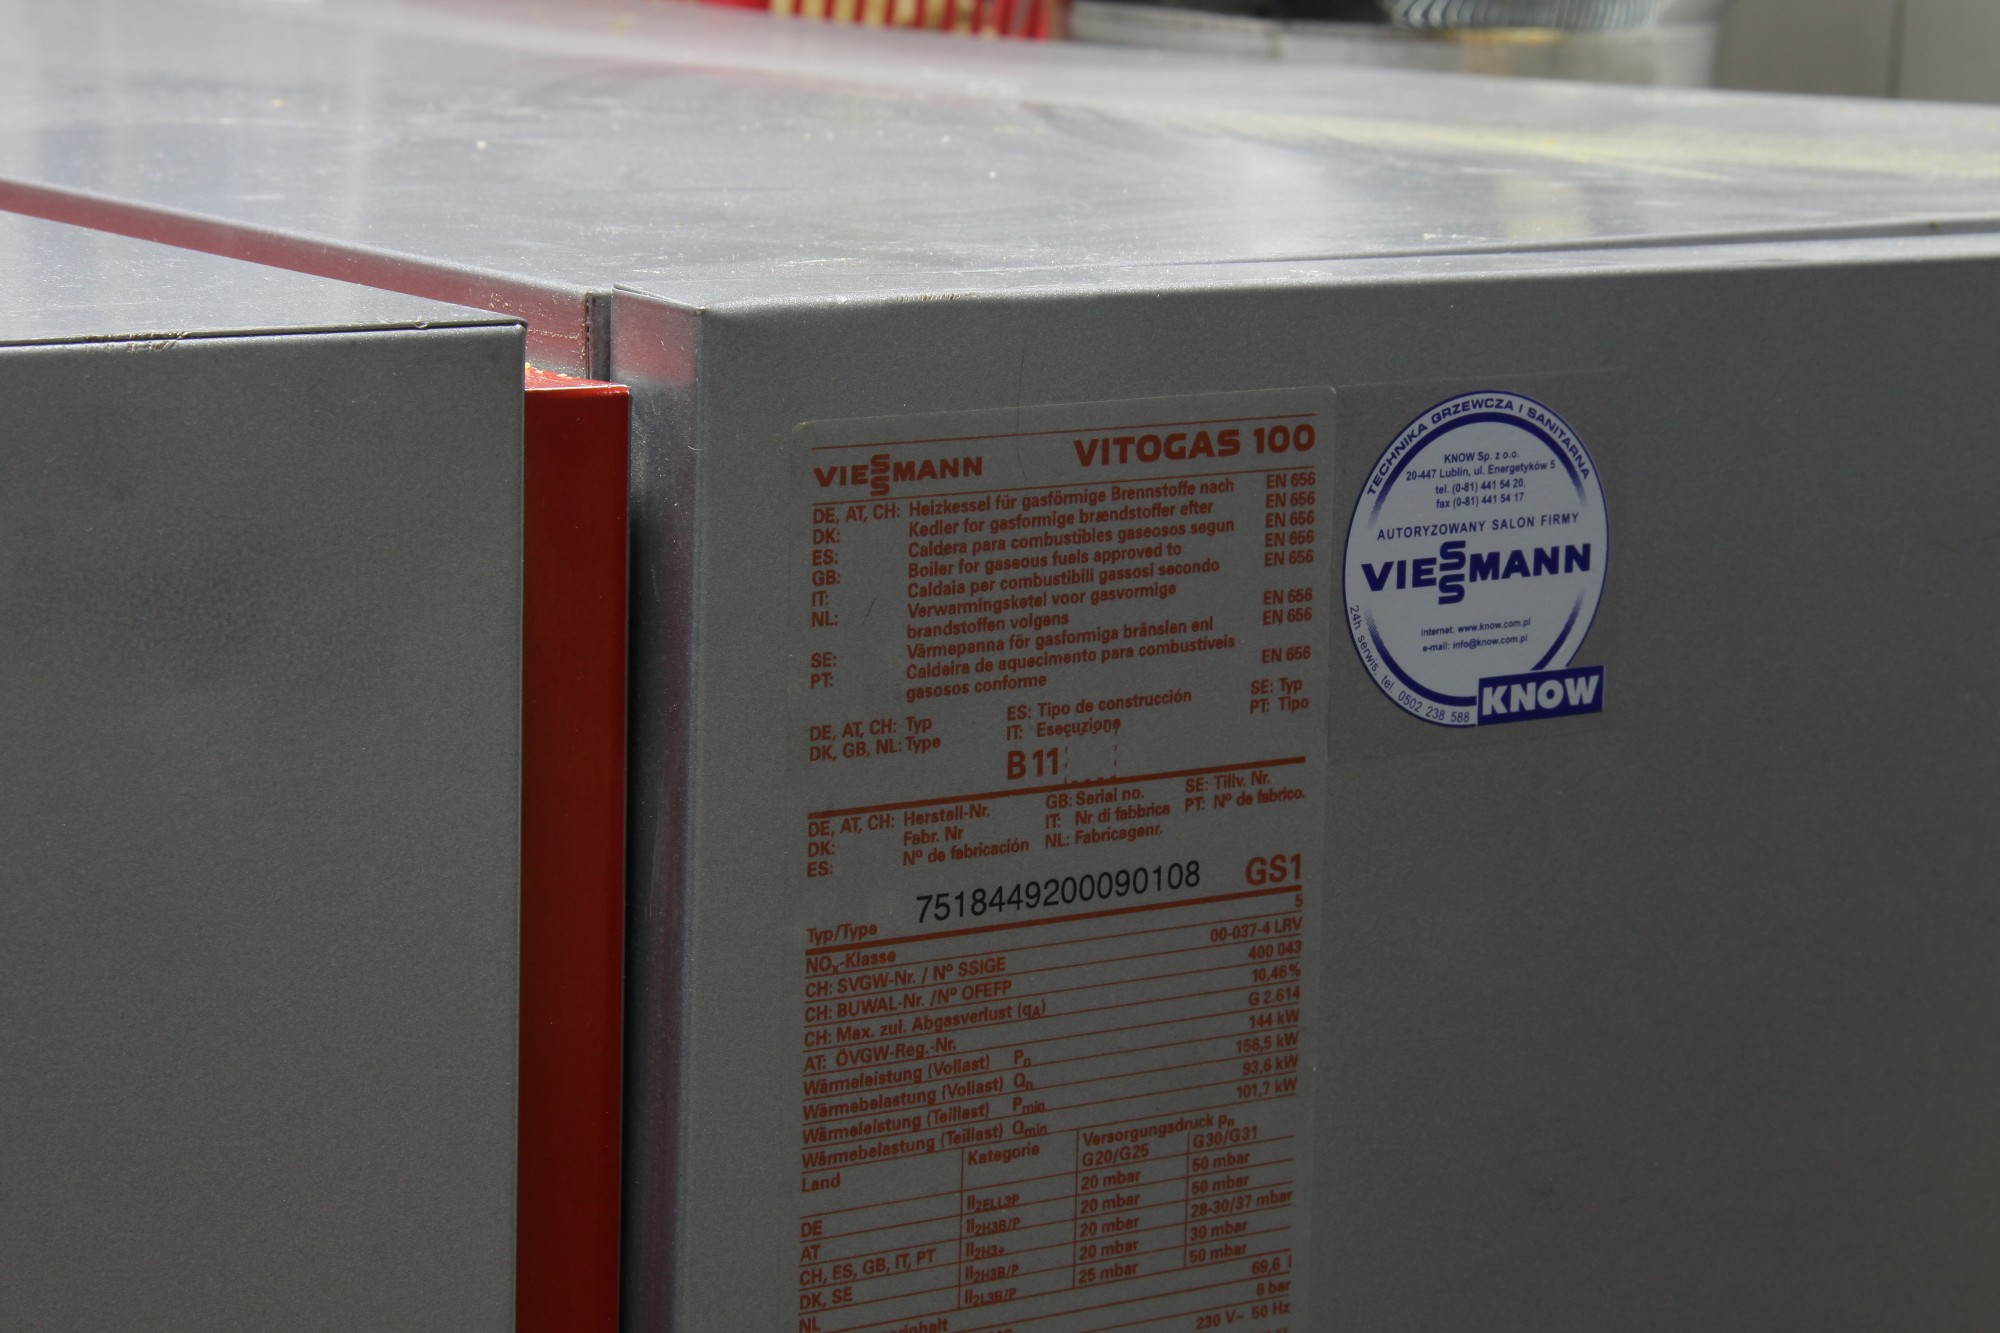 VIESSMANN VITOGAS 100
DE, AT, CH: Heizkessel für gasförmige Brennstoffe nach EN 656
DK: Kedler for gasformige brændstoffer efter EN 656
ES: Caldera para combustibles gaseosos segun EN 656
GB: Boiler for gaseous fuels approved to EN 656
IT: Caldaia per combustibili gassosi secondo EN 656
NL: Verwarmingsketel voor gasvormige
brandstoffen volgens EN 656
SE: Värmepanna för gasformiga bränslen enl EN 656
PT: Caldeira de aquecimento para combustíveis
gasosos conforme EN 656
DE, AT, CH: Typ ES: Tipo de construcción SE: Typ
DK, GB, NL: Type IT: Esecuzione PT: Tipo
B 11
DE, AT, CH: Herstell-Nr. GB: Serial no. SE: Tillv. Nr.
DK: Fabr. Nr IT: Nr di fabbrica PT: Nº de fabrico.
ES: Nº de fabricación NL: Fabricagenr.
7518449200090108
Typ/Type GS1
NOx-Klasse 5
CH: SVGW-Nr. / Nº SSIGE 00-037-4 LRV
CH: BUWAL-Nr. /Nº OFEFP 400 043
CH: Max. zul. Abgasverlust (qA) 10,46%
AT: ÖVGW-Reg.-Nr. G 2.614
Wärmeleistung (Vollast) Pn 144 kW
Wärmebelastung (Vollast) Qn 156,5 kW
Wärmeleistung (Teillast) Pmin 93,6 kW
Wärmebelastung (Teillast) Qmin 101,7 kW
Land Kategorie Versorgungsdruck pn
G20/G25 G30/G31
DE II2ELL3P 20 mbar 50 mbar
AT II2H3B/P 20 mbar 50 mbar
CH, ES, GB, IT, PT II2H3+ 20 mbar 28-30/37 mbar
DK, SE II2H3B/P 20 mbar 30 mbar
NL II2L3B/P 25 mbar 50 mbar
69,6 l
6 bar
230 V~ 50 Hz
TECHNIKA GRZEWCZA I SANITARNA
KNOW Sp. z o.o.
20-447 Lublin, ul. Energetyków 5
tel. (0-81) 441 54 20,
fax (0-81) 441 54 17
AUTORYZOWANY SALON FIRMY
VIESSMANN
internet: www.know.com.pl
e-mail: info@know.com.pl
24h serwis, tel. 0502 238 588
KNOW